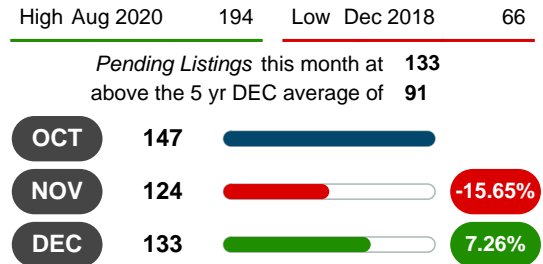 High Aug 2020 194 Low Dec 2018 66
Pending Listings this month at 133
above the 5 yr DEC average of 91
OCT 147
NOV 124 -15.65%
DEC 133 7.26%